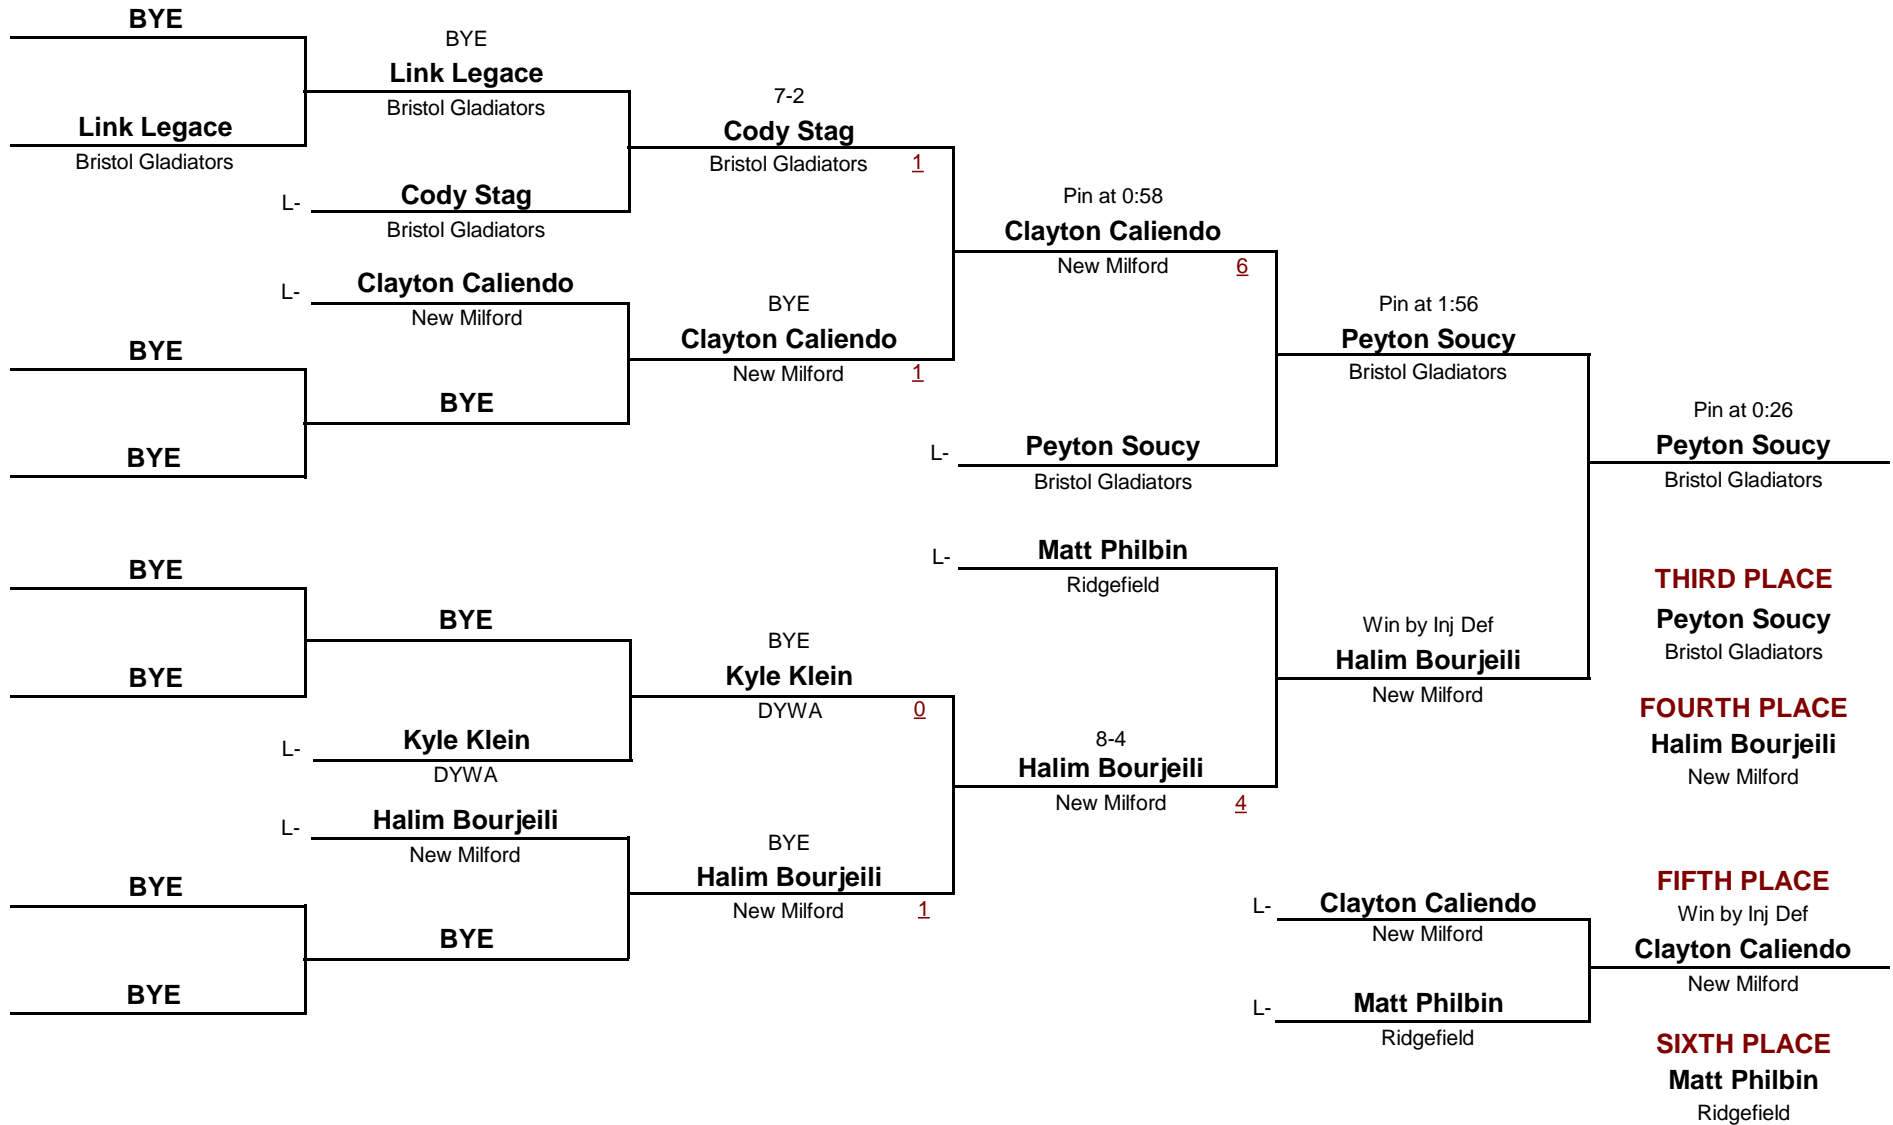 BYE
Link Legace
Bristol Gladiators
BYE
BYE
BYE
BYE
BYE
BYE
BYE
Link Legace
Bristol Gladiators
L- Cody Stag
Bristol Gladiators
L- Clayton Caliendo
New Milford
BYE
BYE
L- Kyle Klein
DYWA
L- Halim Bourjeili
New Milford
BYE
7-2
Cody Stag
Bristol Gladiators 1
BYE
Clayton Caliendo
New Milford 1
BYE
Kyle Klein
DYWA 0
BYE
Halim Bourjeili
New Milford 1
Pin at 0:58
Clayton Caliendo
New Milford 6
L- Peyton Soucy
Bristol Gladiators
L- Matt Philbin
Ridgefield
8-4
Halim Bourjeili
New Milford 4
Pin at 1:56
Peyton Soucy
Bristol Gladiators
Win by Inj Def
Halim Bourjeili
New Milford
L- Clayton Caliendo
New Milford
L- Matt Philbin
Ridgefield
Pin at 0:26
Peyton Soucy
Bristol Gladiators
THIRD PLACE
Peyton Soucy
Bristol Gladiators
FOURTH PLACE
Halim Bourjeili
New Milford
FIFTH PLACE
Win by Inj Def
Clayton Caliendo
New Milford
SIXTH PLACE
Matt Philbin
Ridgefield